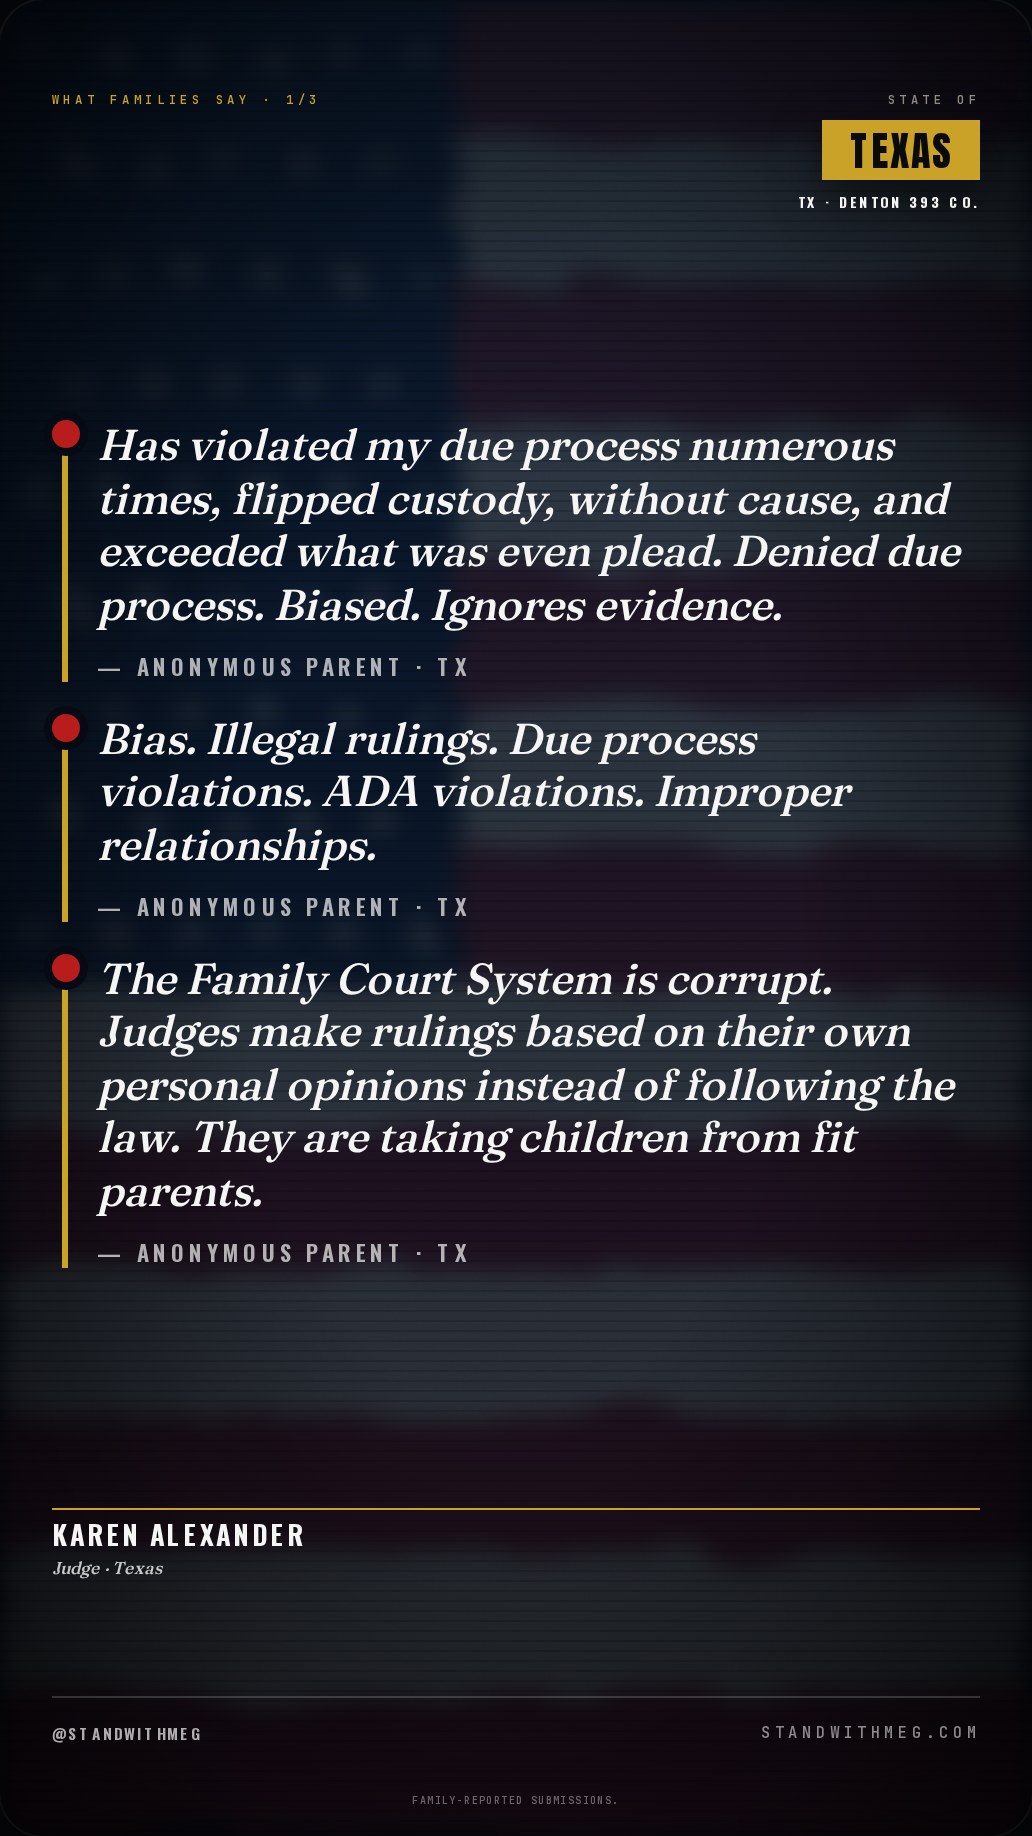 WHAT FAMILIES SAY · 1/3
STATE OF
TEXAS
TX · DENTON 393 CO.
Has violated my due process numerous
times, flipped custody, without cause, and
exceeded what was even plead. Denied due
process. Biased. Ignores evidence.
— ANONYMOUS PARENT · TX
Bias. Illegal rulings. Due process
violations. ADA violations. Improper
relationships.
— ANONYMOUS PARENT · TX
The Family Court System is corrupt.
Judges make rulings based on their own
personal opinions instead of following the
law. They are taking children from fit
parents.
— ANONYMOUS PARENT · TX
KAREN ALEXANDER
Judge · Texas
@STANDWITHMEG
STANDWITHMEG.COM
FAMILY-REPORTED SUBMISSIONS.